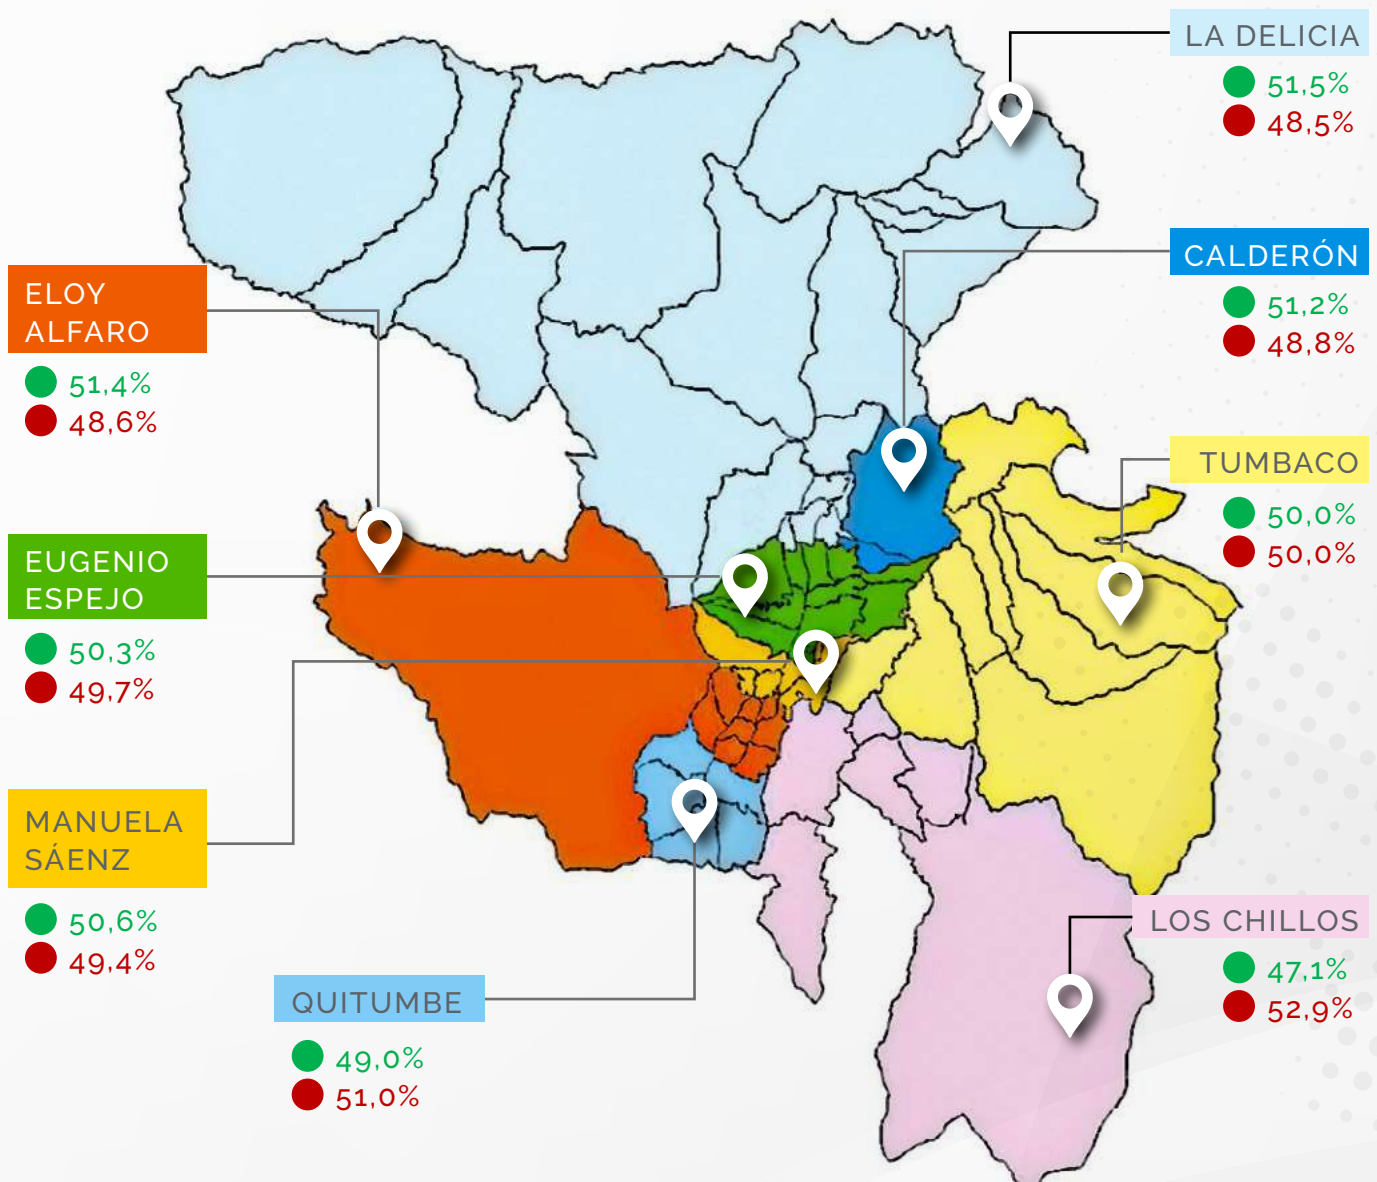 LA DELICIA
51,5%
48,5%
CALDERÓN
51,2%
48,8%
ELOY
ALFARO
51,4%
48,6%
TUMBACO
50,0%
50,0%
EUGENIO
ESPEJO
50,3%
49,7%
MANUELA
SÁENZ
50,6%
49,4%
LOS CHILLOS
47,1%
52,9%
QUITUMBE
49,0%
51,0%